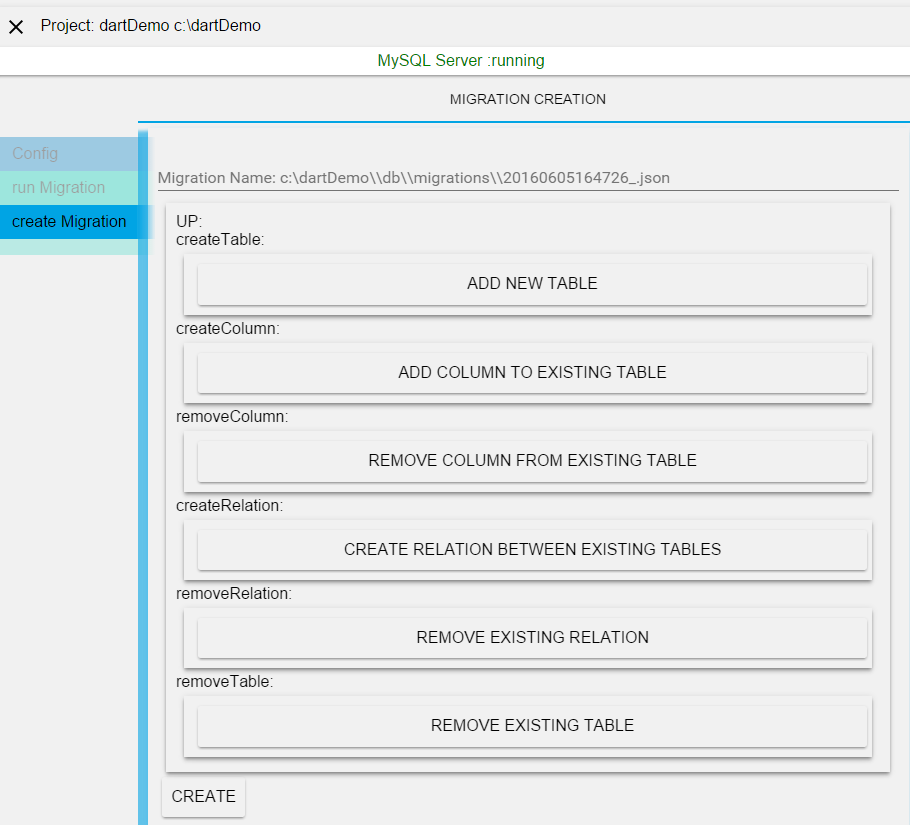 Project: dartDemo c:\dartDemo
MySQL Server :running
MIGRATION CREATION
Config
run Migration
create Migration
Migration Name: c:\dartDemo\\db\\migrations\\20160605164726_.json
UP:
createTable:
ADD NEW TABLE
createColumn:
ADD COLUMN TO EXISTING TABLE
removeColumn:
REMOVE COLUMN FROM EXISTING TABLE
createRelation:
CREATE RELATION BETWEEN EXISTING TABLES
removeRelation:
REMOVE EXISTING RELATION
removeTable:
REMOVE EXISTING TABLE
CREATE